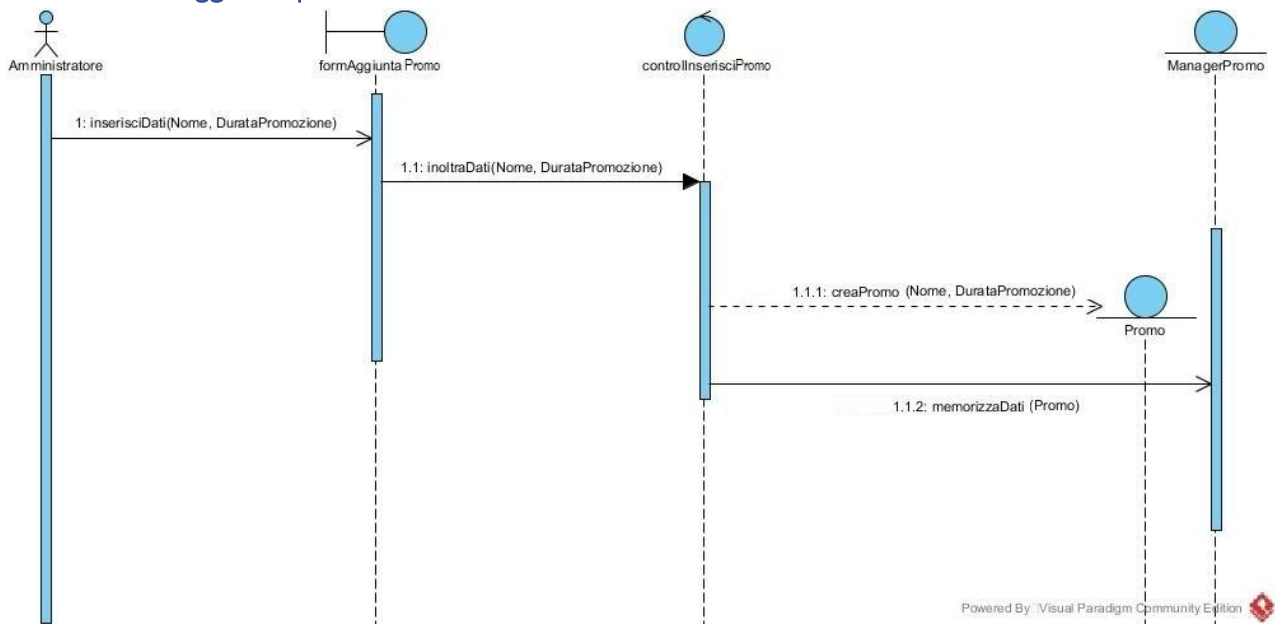 Amministratore
formAggiunta Promo
controlInserisciPromo
ManagerPromo
1: inserisciDati(Nome, DurataPromozione)
1.1: inoltraDati(Nome, DurataPromozione)
1.1.1: creaPromo (Nome, DurataPromozione)
Promo
1.1.2: memorizzaDati (Promo)
Powered By Visual Paradigm Community Edition